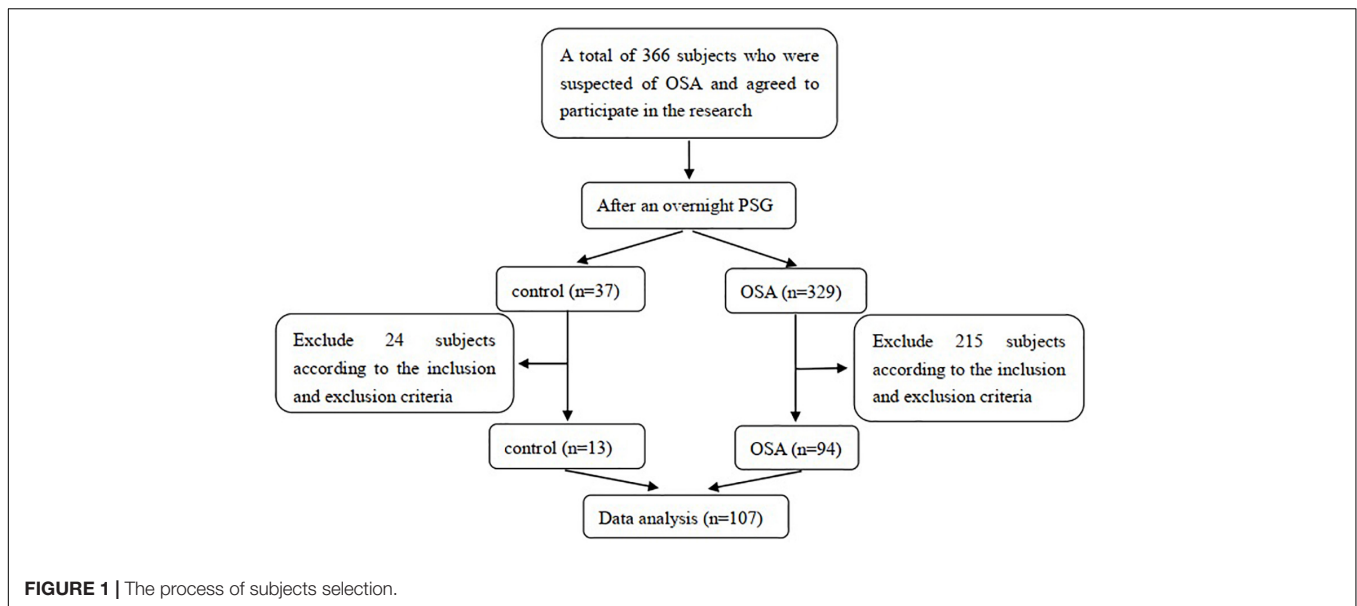 A total of 366 subjects who were
suspected of OSA and agreed to
participate in the research
After an overnight PSG
control (n=37)
OSA (n=329)
Exclude 24 subjects
according to the inclusion
and exclusion criteria
Exclude 215 subjects
according to the inclusion
and exclusion criteria
control (n=13)
OSA (n=94)
Data analysis (n=107)
FIGURE 1 | The process of subjects selection.